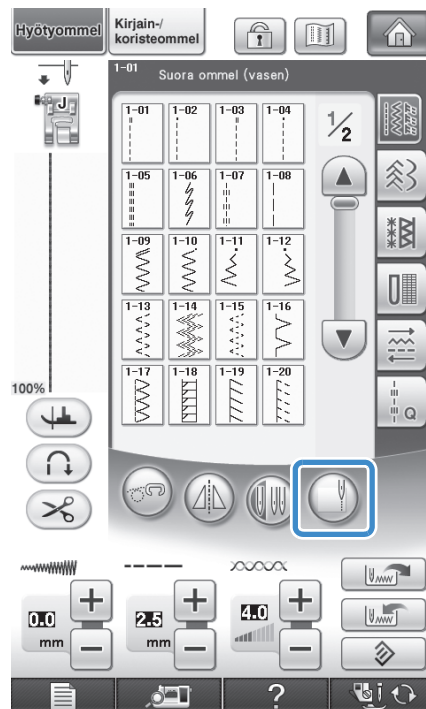 Hyötyommel
Kirjain-/
koristeommel
1-01
Suora ommel (vasen)
J
1-01 1-02 1-03 1-04
1/2
1-05 1-06 1-07 1-08
1-09 1-10 1-11 1-12
1-13 1-14 1-15 1-16
1-17 1-18 1-19 1-20
100%
Q
0.0 + 2.5 + 4.0 +
mm − mm − −
?